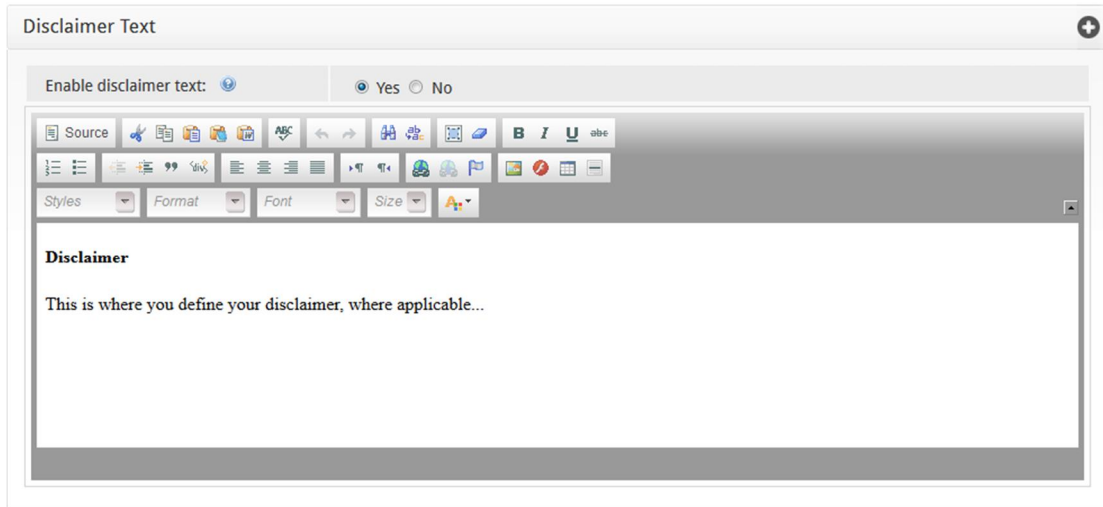 Disclaimer Text
Enable disclaimer text: Yes No
Source ABC B I U abc
Styles Format Font Size A
Disclaimer
This is where you define your disclaimer, where applicable...